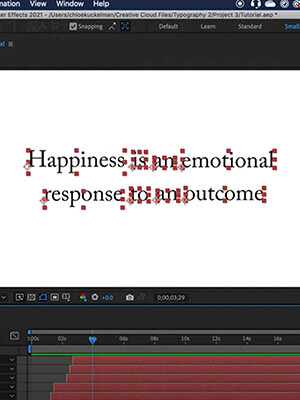 Animation View Window Help
er Effects 2021 - /Users/chloekuckelman/Creative Cloud Files/Typography 2/Project 3/Tutorial.aep *
Snapping Default Learn Standard Small
Happiness is an emotional
response to an outcome
+0.0 0;00;03;29
0:00s 02s 04s 06s 08s 10s 12s 14s 16s